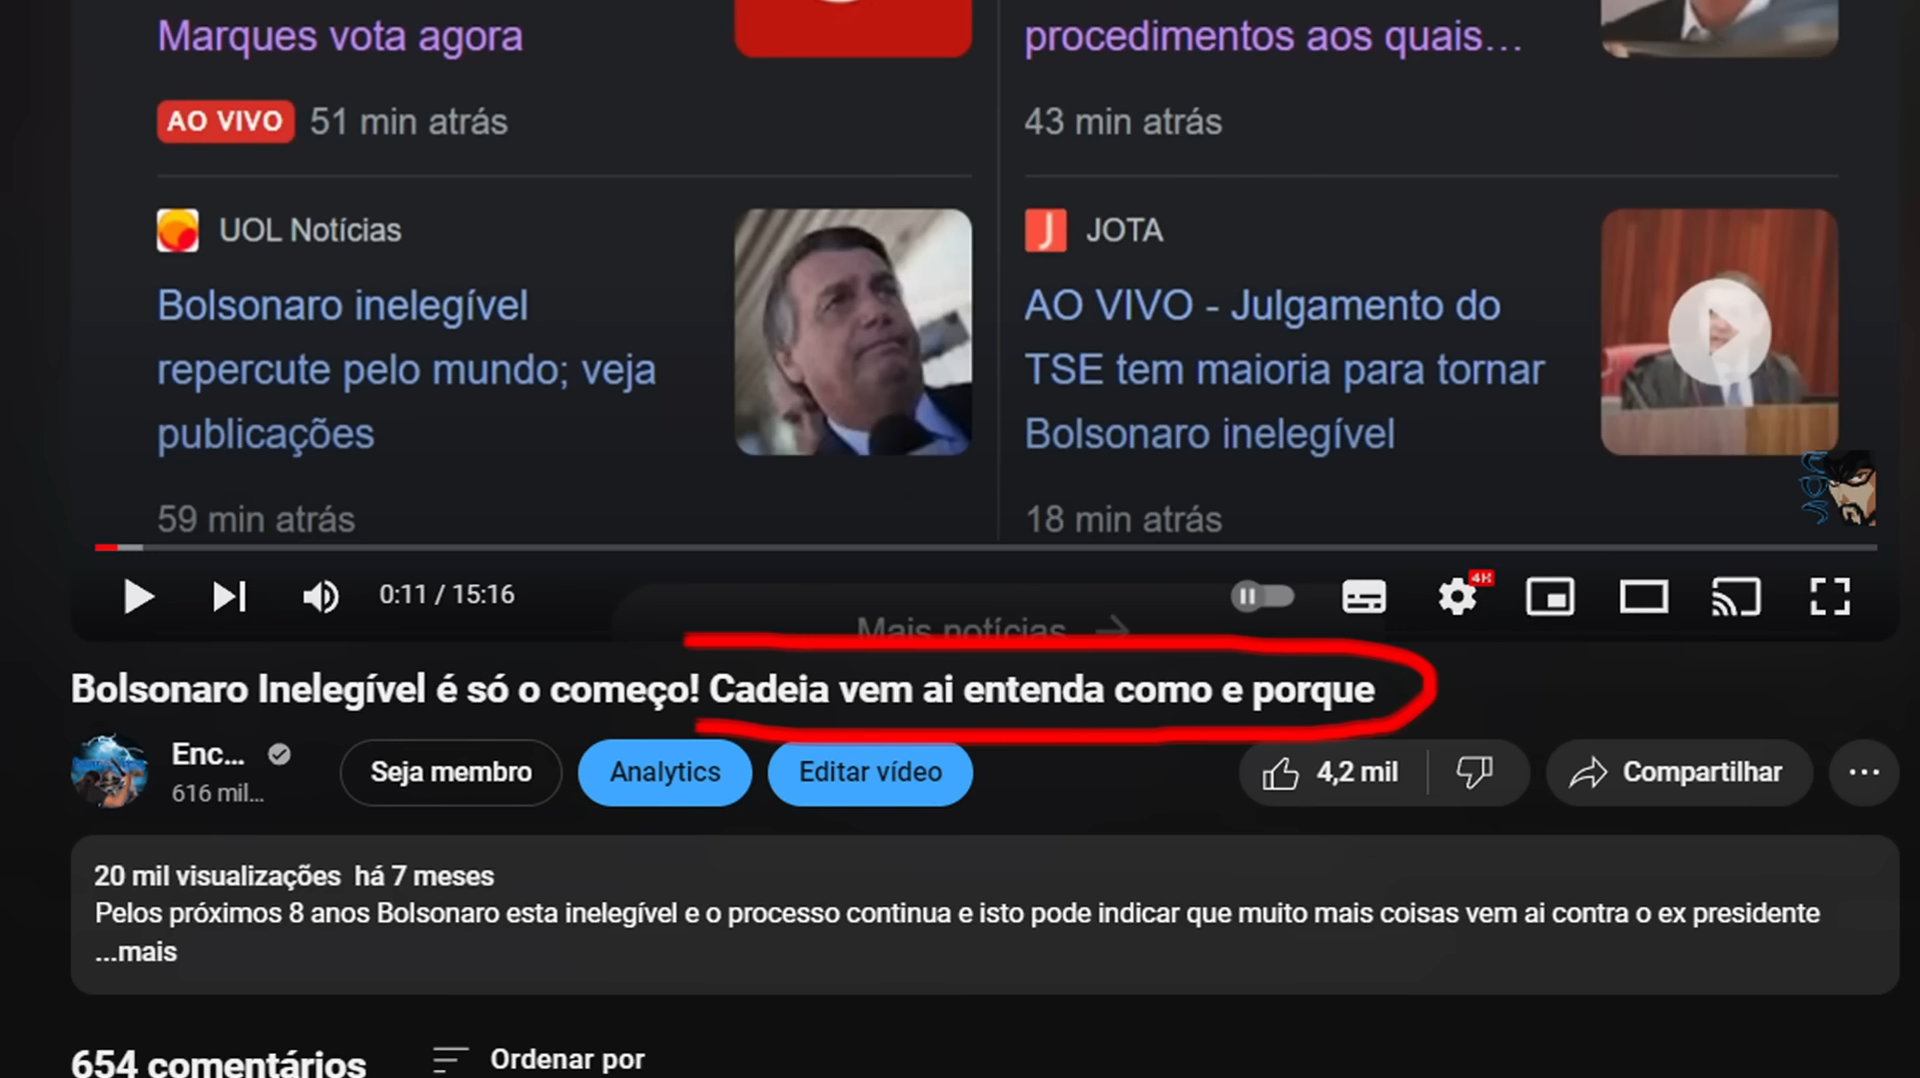 Marques vota agora
AO VIVO 51 min atrás
procedimentos aos quais...
43 min atrás
UOL Notícias
Bolsonaro inelegível
repercute pelo mundo; veja
publicações
59 min atrás
J JOTA
AO VIVO - Julgamento do
TSE tem maioria para tornar
Bolsonaro inelegível
18 min atrás
0:11 / 15:16
Mais notícias →
Bolsonaro Inelegível é só o começo! Cadeia vem ai entenda como e porque
Enc...
616 mil...
Seja membro
Analytics
Editar vídeo
4,2 mil
Compartilhar
20 mil visualizações há 7 meses
Pelos próximos 8 anos Bolsonaro esta inelegível e o processo continua e isto pode indicar que muito mais coisas vem ai contra o ex presidente
...mais
654 comentários
Ordenar por